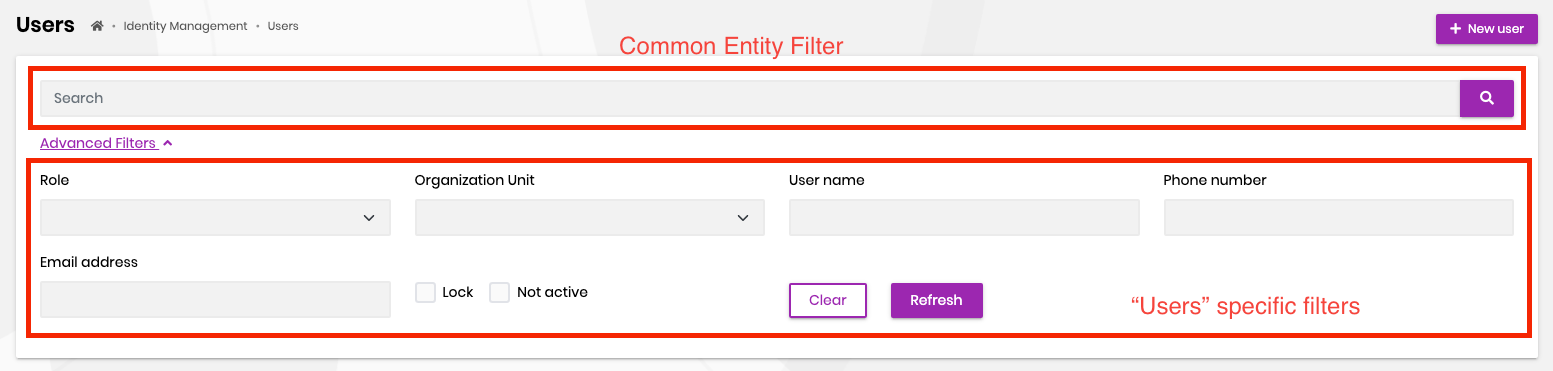 Users • Identity Management • Users
+ New user
Common Entity Filter
Search
Advanced Filters
Role Organization Unit User name Phone number
Email address
Lock Not active Clear Refresh
“Users” specific filters